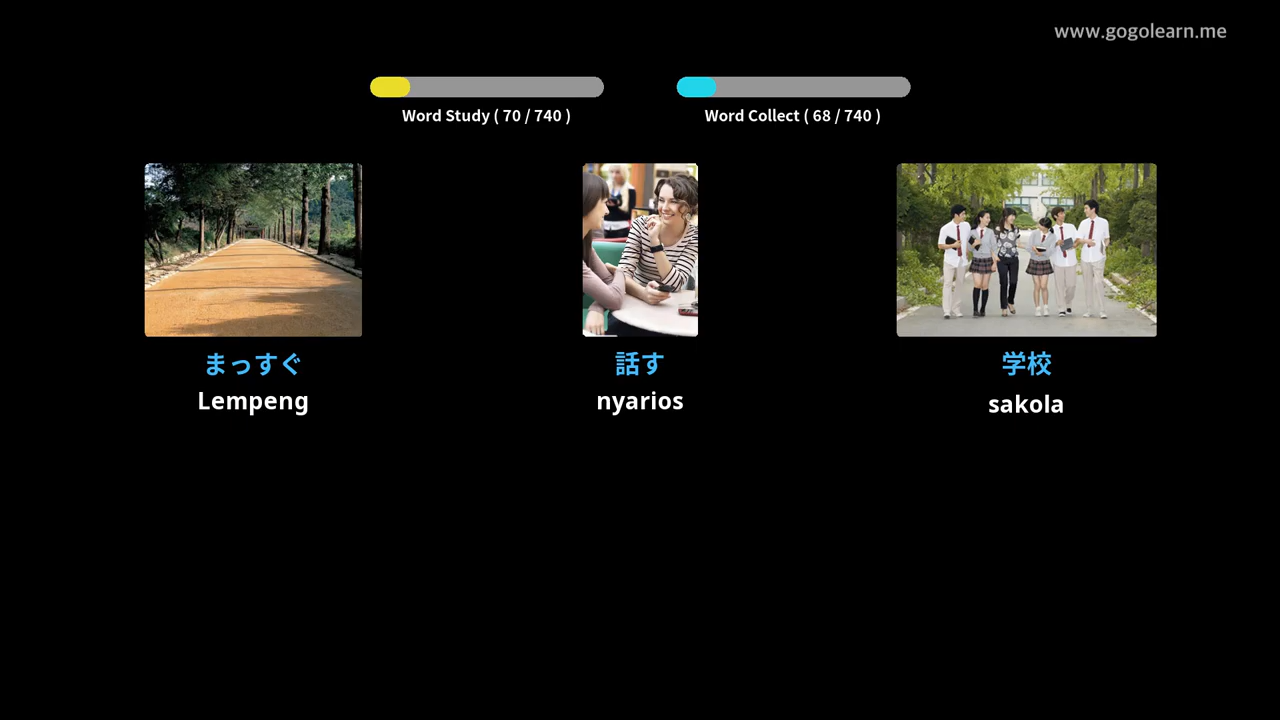 www.gogolearn.me
Word Study ( 70 / 740 )
Word Collect ( 68 / 740 )
まっすぐ
Lempeng
話す
nyarios
学校
sakola